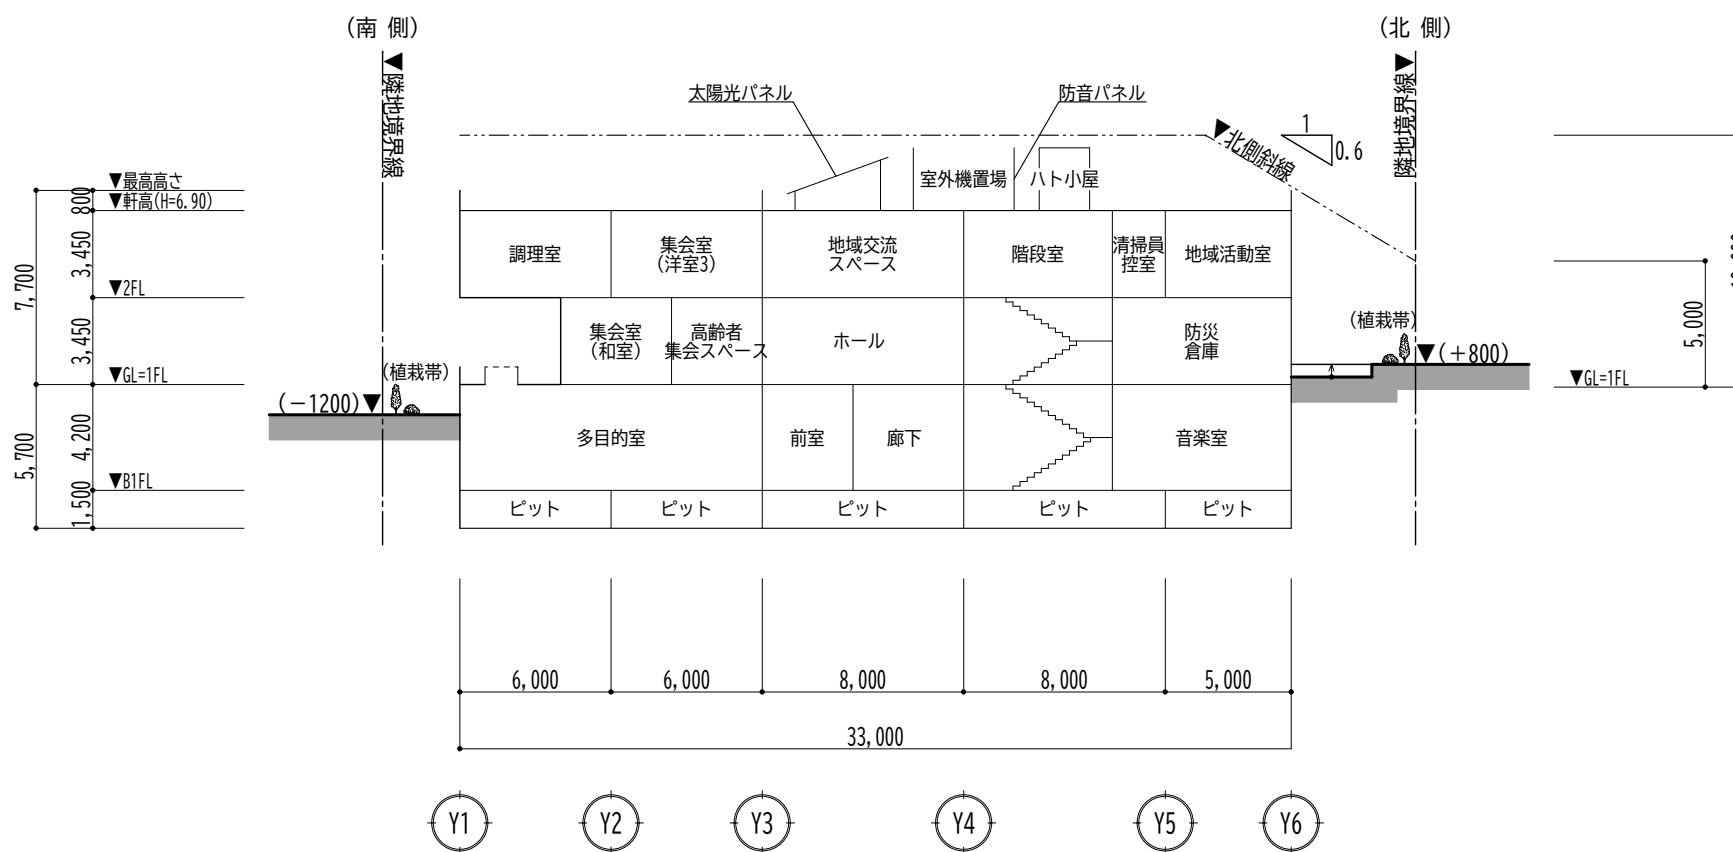 (南 側)
(北 側)
隣地境界線
隣地境界線
太陽光パネル
防音パネル
1
0.6
北側斜線
▼最高高さ
▼軒高(H=6.90)
800
室外機置場
ハト小屋
調理室
集会室
(洋室3)
地域交流
スペース
階段室
清掃員
控室
地域活動室
3,450
7,700
▼2FL
集会室
(和室)
高齢者
集会スペース
ホール
防災
倉庫
3,450
(植栽帯)
5,000
(+800)
▼GL=1FL
▼GL=1FL
(植栽帯)
(−1200)
多目的室
前室
廊下
音楽室
4,200
5,700
▼B1FL
1,500
ピット
ピット
ピット
ピット
ピット
6,000
6,000
8,000
8,000
5,000
33,000
Y1
Y2
Y3
Y4
Y5
Y6